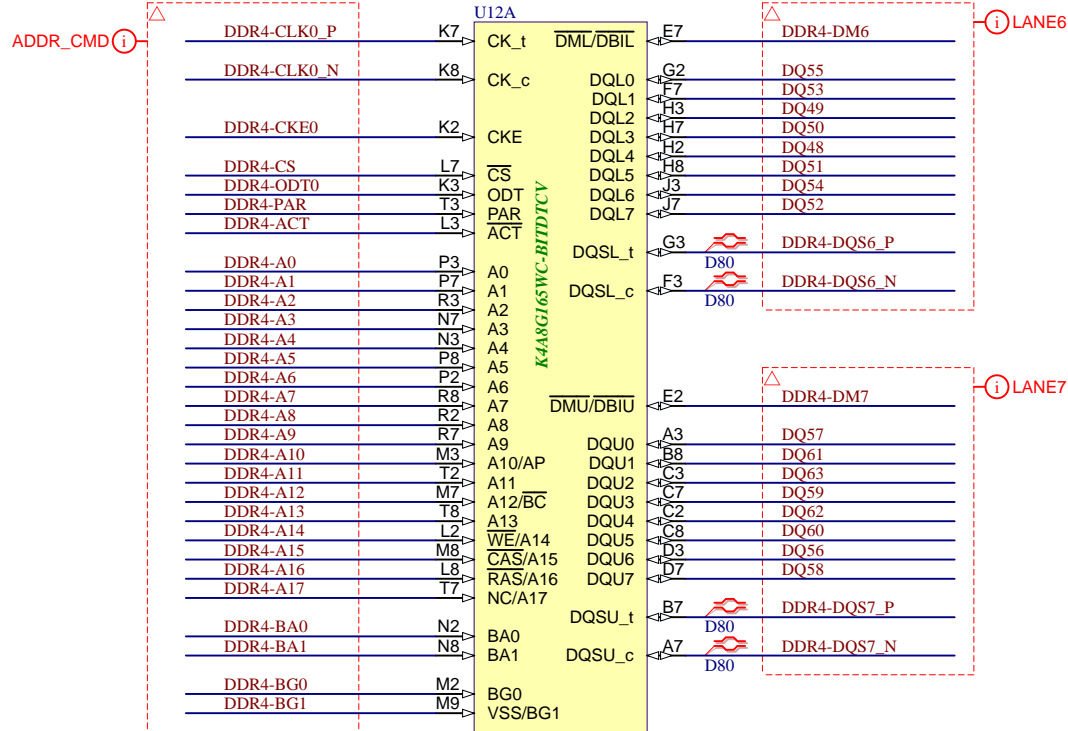 U12A
ADDR_CMD i
LANE6 i
DDR4-CLK0_P K7 CK_t DML/DBIL E7 DDR4-DM6
DDR4-CLK0_N K8 CK_c DQL0 G2 DQ55
DQL1 F7 DQ53
DQL2 H3 DQ49
DDR4-CKE0 K2 CKE DQL3 H7 DQ50
DQL4 H2 DQ48
DDR4-CS L7 CS DQL5 H8 DQ51
DDR4-ODT0 K3 ODT DQL6 J3 DQ54
DDR4-PAR T3 PAR DQL7 J7 DQ52
DDR4-ACT L3 ACT
DQSL_t G3 D80 DDR4-DQS6_P
DDR4-A0 P3 A0
DDR4-A1 P7 A1 DQSL_c F3 D80 DDR4-DQS6_N
DDR4-A2 R3 A2
DDR4-A3 N7 A3
DDR4-A4 N3 A4
DDR4-A5 P8 A5
K4A8G165WC-BITDTCV
DDR4-A6 P2 A6
LANE7 i
DDR4-A7 R8 A7 DMU/DBIU E2 DDR4-DM7
DDR4-A8 R2 A8
DDR4-A9 R7 A9 DQU0 A3 DQ57
DDR4-A10 M3 A10/AP DQU1 B8 DQ61
DDR4-A11 T2 A11 DQU2 C3 DQ63
DDR4-A12 M7 A12/BC DQU3 C7 DQ59
DDR4-A13 T8 A13 DQU4 C2 DQ62
DDR4-A14 L2 WE/A14 DQU5 C8 DQ60
DDR4-A15 M8 CAS/A15 DQU6 D3 DQ56
DDR4-A16 L8 RAS/A16 DQU7 D7 DQ58
DDR4-A17 T7 NC/A17
DQSU_t B7 D80 DDR4-DQS7_P
DDR4-BA0 N2 BA0
DDR4-BA1 N8 BA1 DQSU_c A7 D80 DDR4-DQS7_N
DDR4-BG0 M2 BG0
DDR4-BG1 M9 VSS/BG1